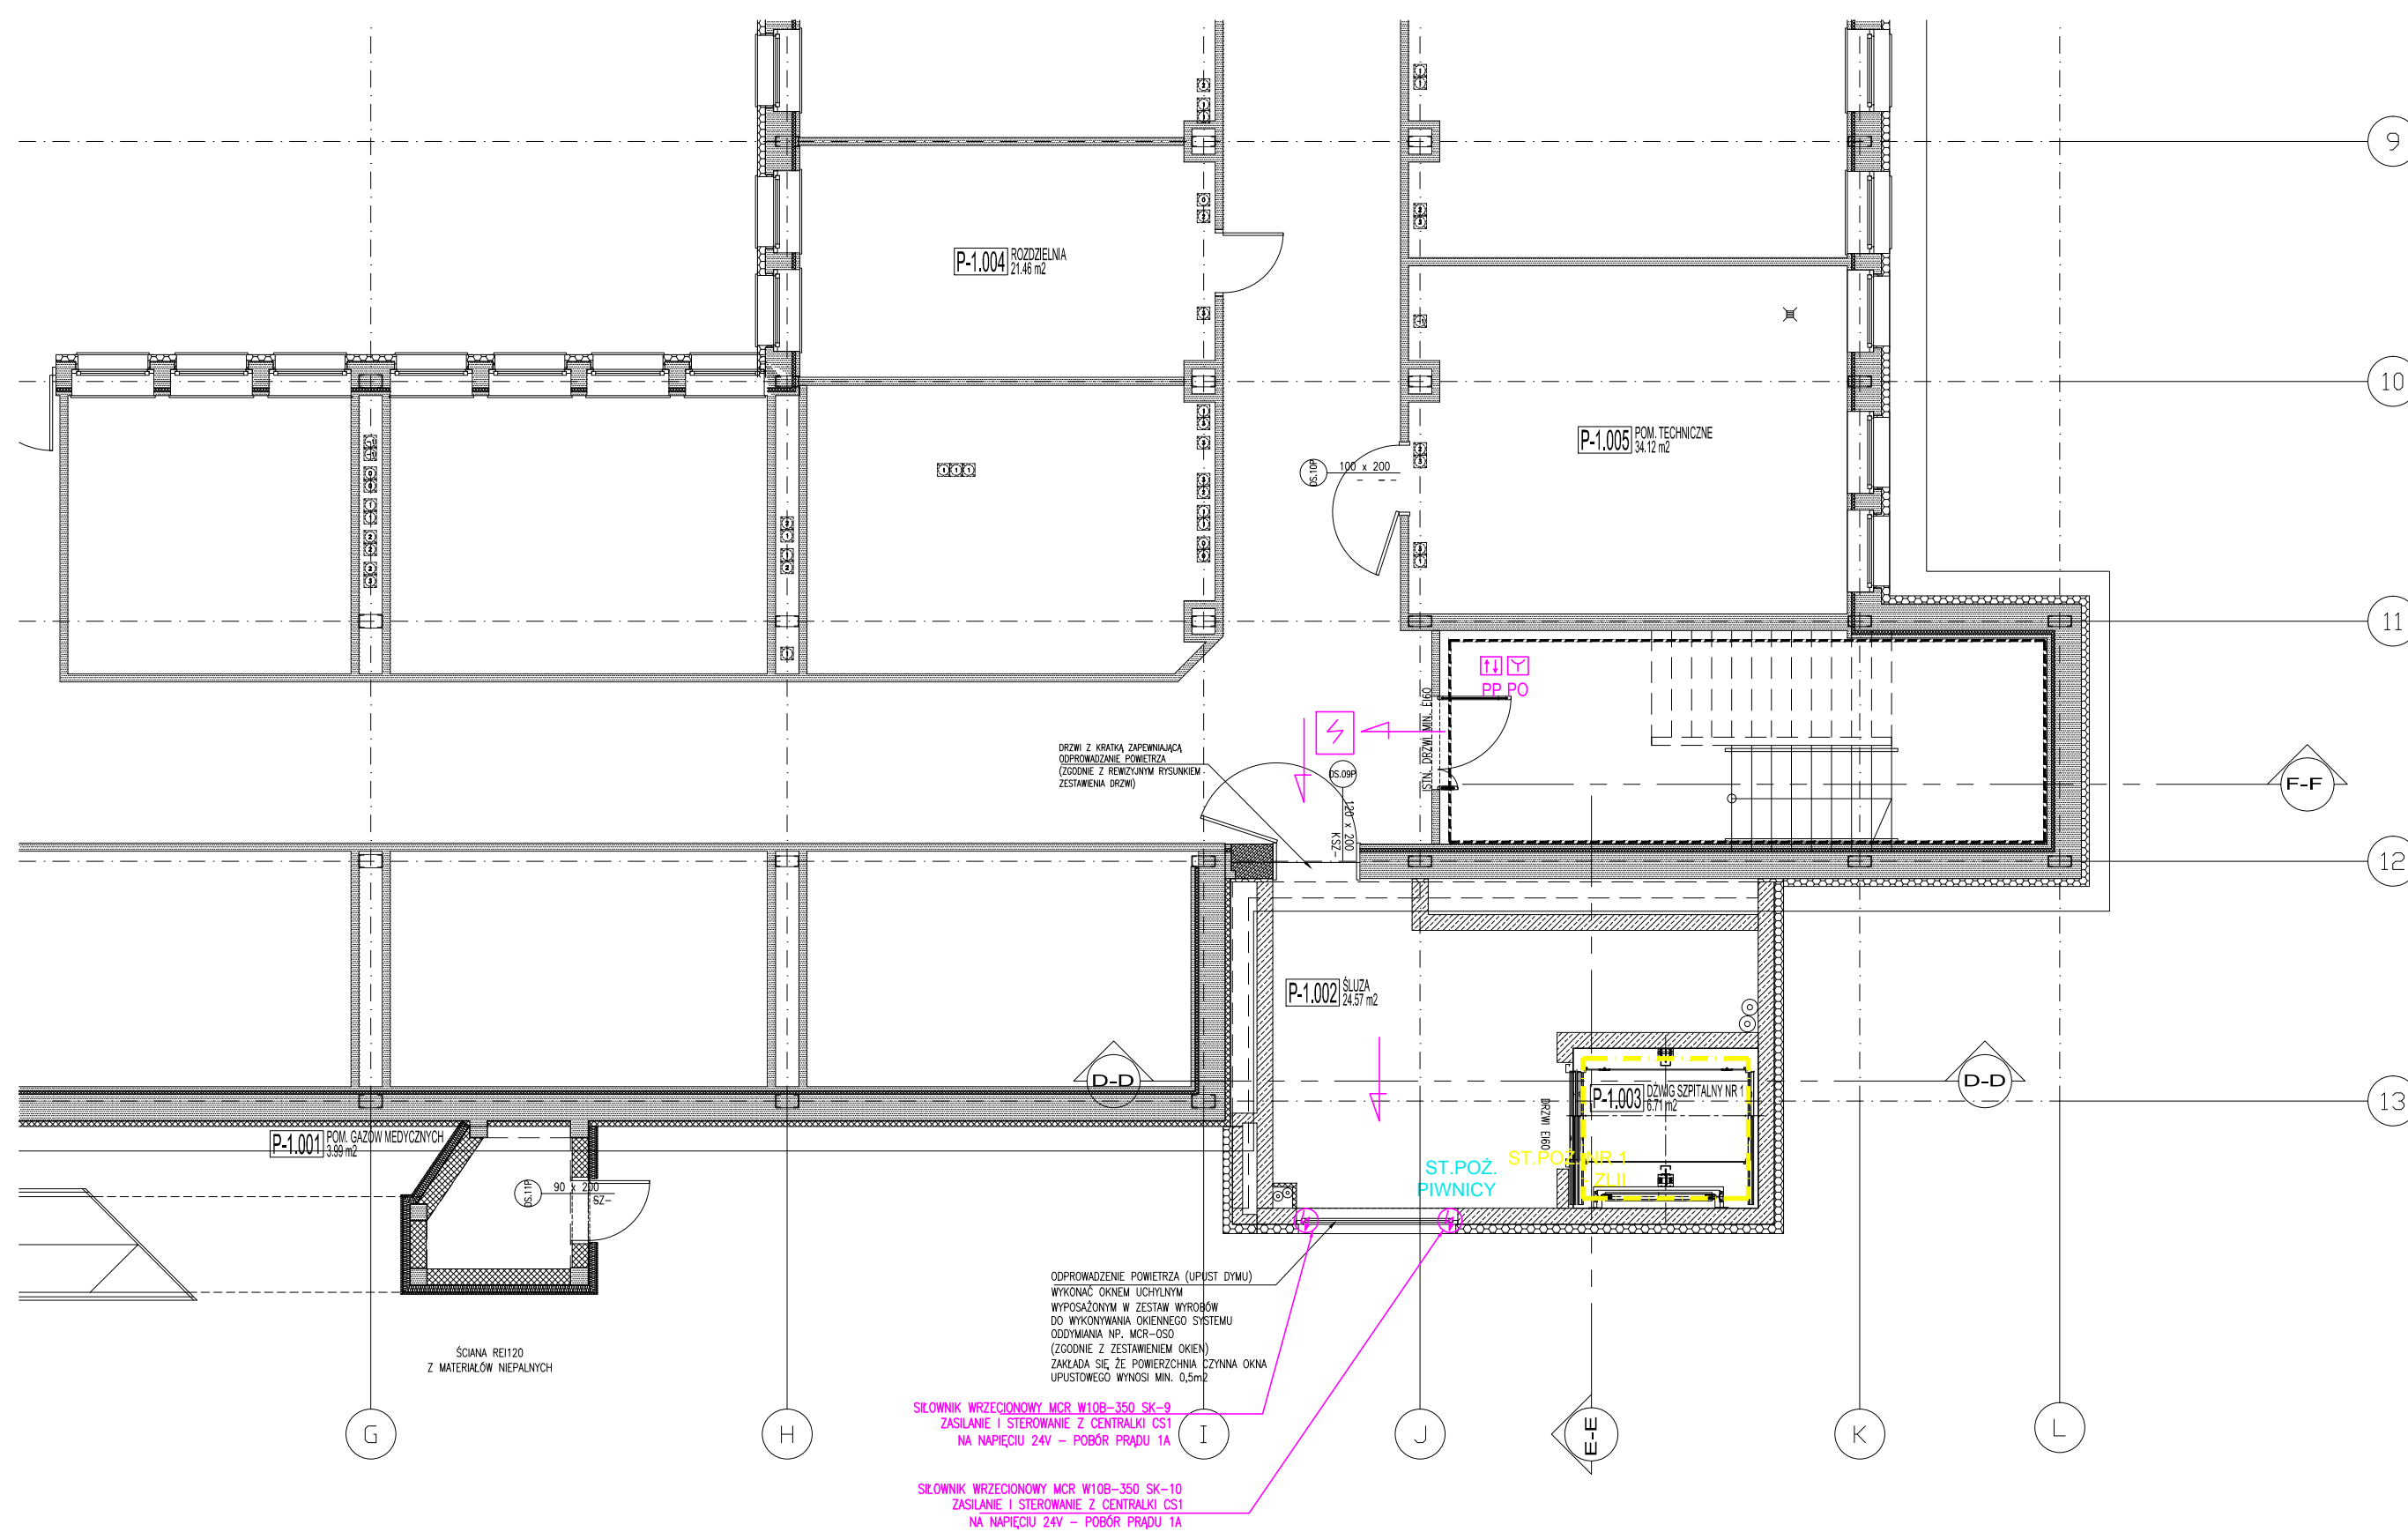 9
P-1.004 ROZDZIELNIA
21.46 m2
10
P-1.005 POM. TECHNICZNE
34.12 m2
DS.10P 100 x 200
11
PP PO
STN. DRZWI MIN. EI60
DRZWI Z KRATKĄ ZAPEWNIAJĄCĄ
ODPROWADZANIE POWIETRZA
(ZGODNIE Z REWIZYJNYM RYSUNKIEM
ZESTAWIENIA DRZWI)
DS.09P
120 x 200
KSZ-
F-F
12
P-1.002 ŚLUZA
24.57 m2
D-D
D-D
P-1.003 DŹWIG SZPITALNY NR 1
6.71 m2
13
DRZWI EI60
P-1.001 POM. GAZÓW MEDYCZNYCH
3.99 m2
ST.POŻ.
PIWNICY
ST.POŻ.NR 1
- ZLII
DS.11P 90 x 200
SZ-
ODPROWADZENIE POWIETRZA (UPUST DYMU)
WYKONAĆ OKNEM UCHYLNYM
WYPOSAŻONYM W ZESTAW WYROBÓW
DO WYKONYWANIA OKIENNEGO SYSTEMU
ODDYMIANIA NP. MCR-OSO
(ZGODNIE Z ZESTAWIENIEM OKIEN)
ZAKŁADA SIĘ ŻE POWIERZCHNIA CZYNNA OKNA
UPUSTOWEGO WYNOSI MIN. 0,5m2
ŚCIANA REI120
Z MATERIAŁÓW NIEPALNYCH
SIŁOWNIK WRZECIONOWY MCR W10B-350 SK-9
ZASILANIE I STEROWANIE Z CENTRALKI CS1
NA NAPIĘCIU 24V - POBÓR PRĄDU 1A
G
H
I
J
E-E
K
L
SIŁOWNIK WRZECIONOWY MCR W10B-350 SK-10
ZASILANIE I STEROWANIE Z CENTRALKI CS1
NA NAPIĘCIU 24V - POBÓR PRĄDU 1A